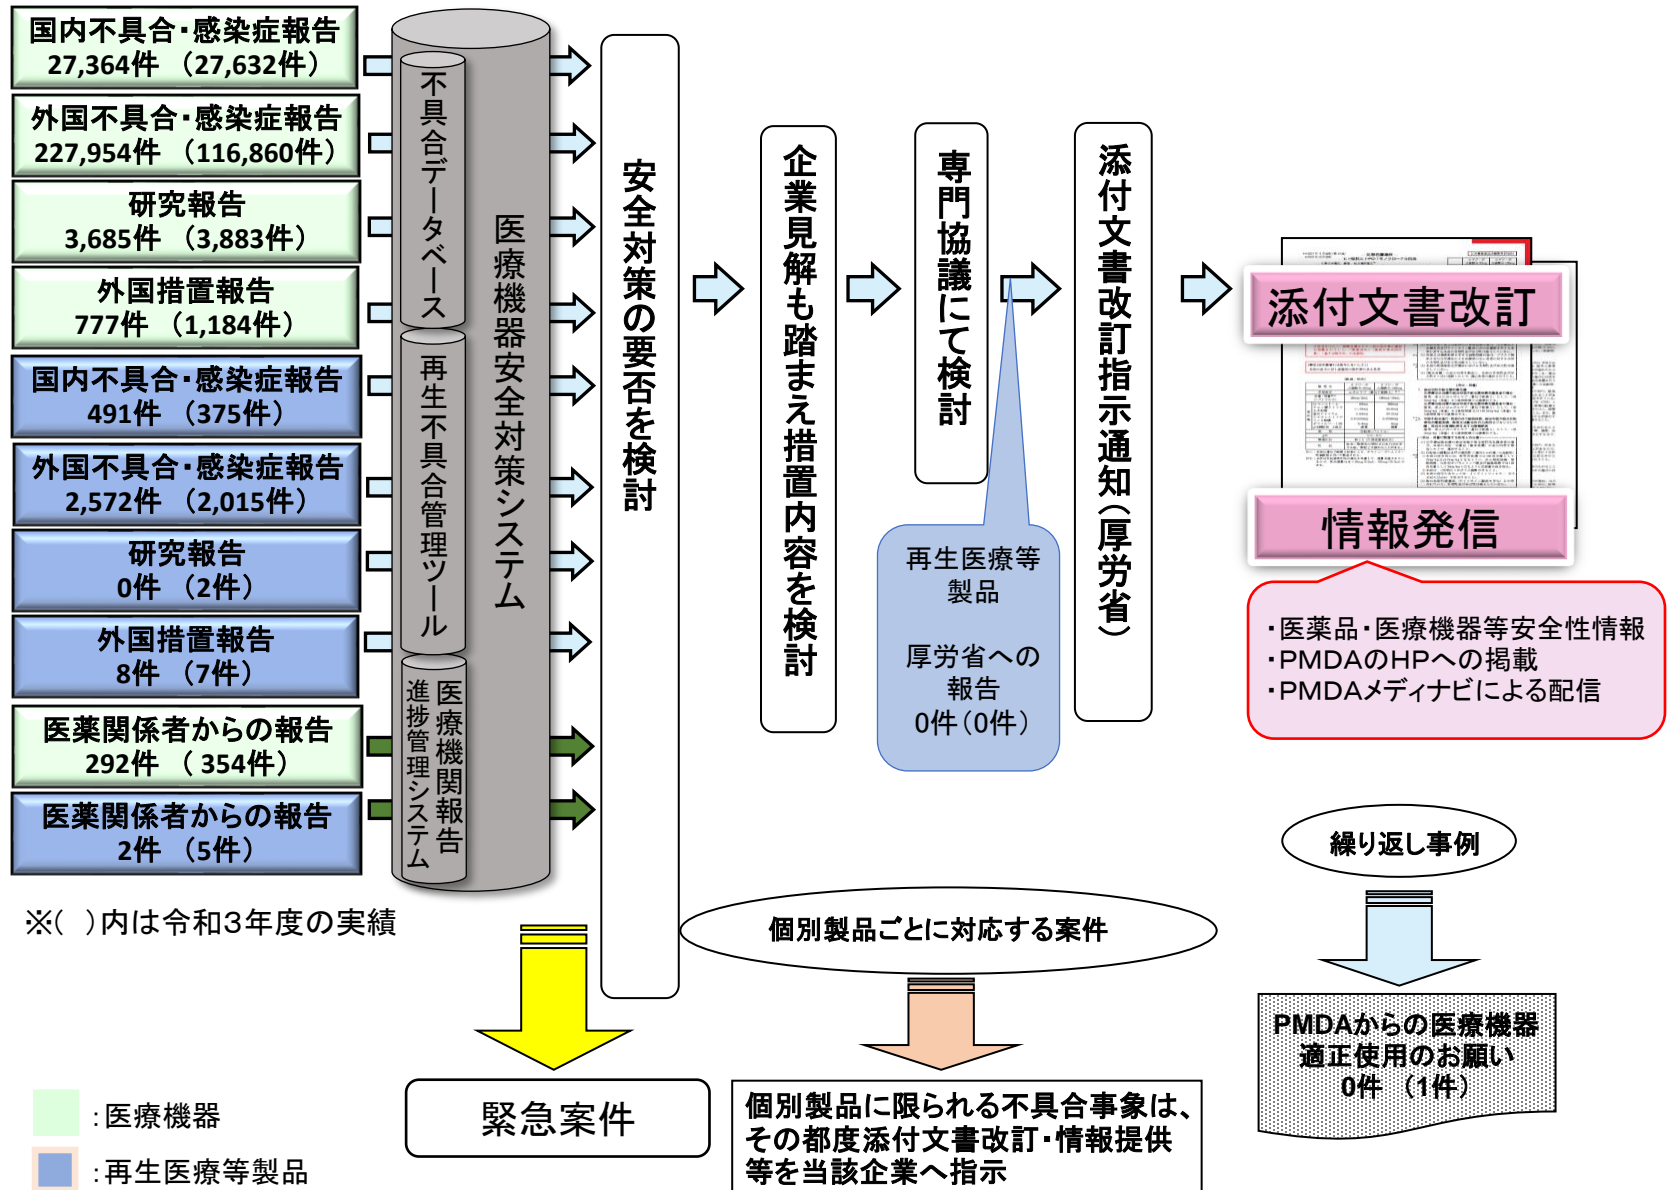 国内不具合・感染症報告
27,364件 （27,632件）
外国不具合・感染症報告
227,954件 （116,860件）
研究報告
3,685件 （3,883件）
外国措置報告
777件 （1,184件）
国内不具合・感染症報告
491件 （375件）
外国不具合・感染症報告
2,572件 （2,015件）
研究報告
0件 （2件）
外国措置報告
8件 （7件）
医薬関係者からの報告
292件 （ 354件）
医薬関係者からの報告
2件 （5件）
※(　)内は令和3年度の実績
不具合データベース
再生不具合管理ツール
医療機関報告
進捗管理システム
医療機器安全対策システム
安全対策の要否を検討
企業見解も踏まえ措置内容を検討
専門協議にて検討
添付文書改訂指示通知（厚労省）
再生医療等
製品
厚労省への
報告
0件（0件）
添付文書改訂
情報発信
・医薬品・医療機器等安全性情報
・PMDAのHPへの掲載
・PMDAメディナビによる配信
繰り返し事例
PMDAからの医療機器
適正使用のお願い
0件 （1件）
個別製品ごとに対応する案件
個別製品に限られる不具合事象は、
その都度添付文書改訂・情報提供
等を当該企業へ指示
緊急案件
：医療機器
：再生医療等製品